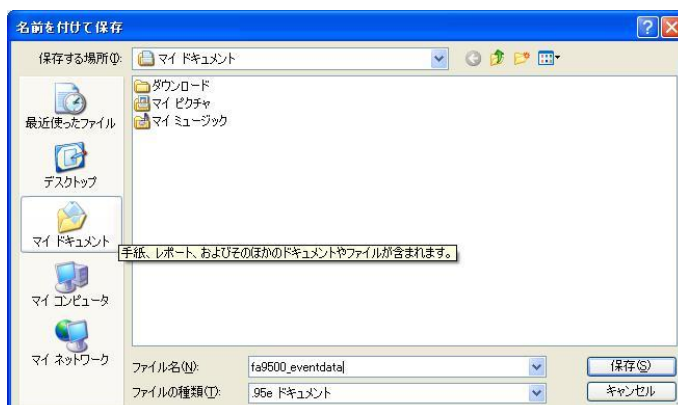 名前を付けて保存
保存する場所(I):
マイ ドキュメント
ダウンロード
マイ ピクチャ
マイ ミュージック
最近使ったファイル
デスクトップ
マイ ドキュメント
手紙、レポート、およびそのほかのドキュメントやファイルが含まれます。
マイ コンピュータ
マイ ネットワーク
ファイル名(N):
fa9500_eventdata
保存(S)
ファイルの種類(T):
.95e ドキュメント
キャンセル